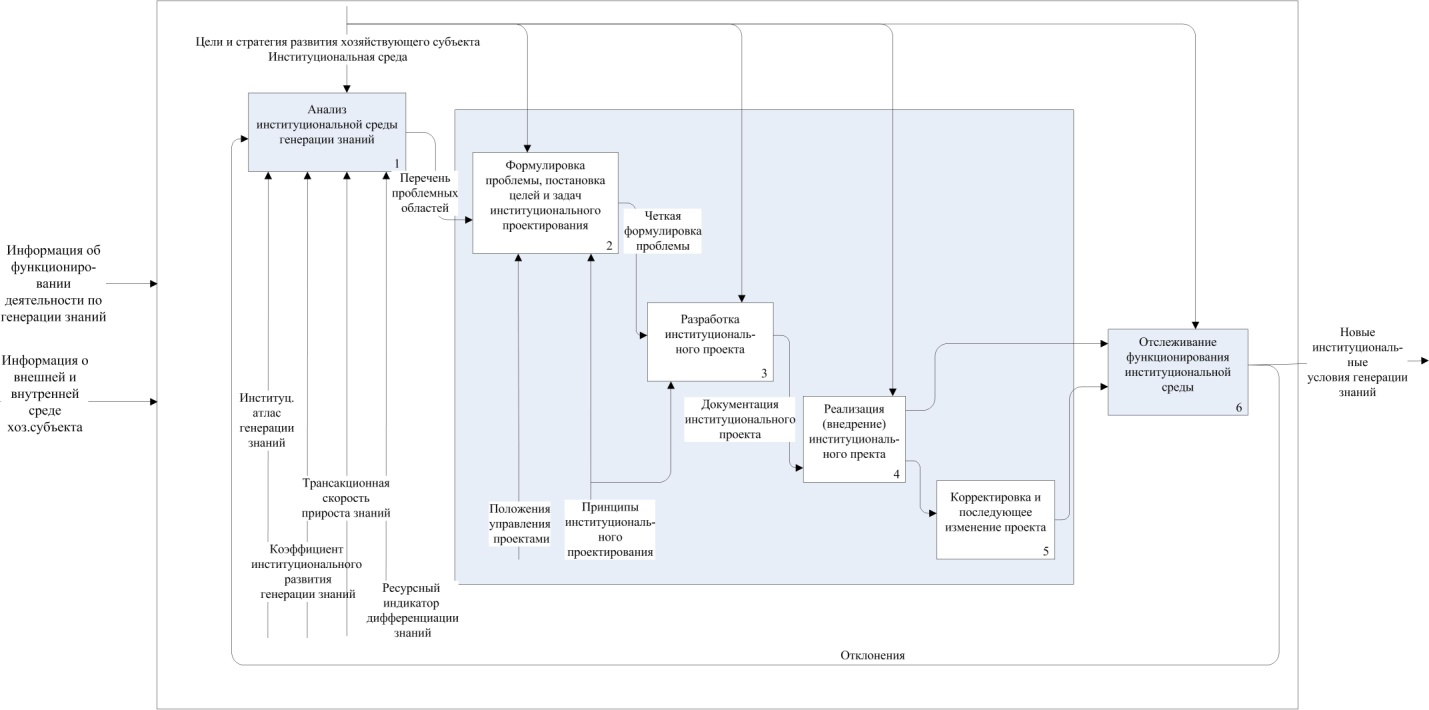 Цели и стратегия развития хозяйствующего субъекта
Институциональная среда
Анализ
институциональной среды
генерации знаний
1
Перечень
проблемных
областей
Формулировка
проблемы, постановка
целей и задач
институционального
проектирования
2
Четкая
формулировка
проблемы
Информация об
функциониро-
вании
деятельности по
генерации знаний
Информация о
внешней и
внутренней
среде
хоз.субъекта
Разработка
институциональ-
ного проекта
3
Документация
институционального
проекта
Реализация
(внедрение)
институциональ-
ного пректа
4
Корректировка и
последующее
изменение проекта
5
Отслеживание
функционирования
институциональной
среды
6
Новые
институциональ-
ные
условия генерации
знаний
Институц.
атлас
генерации
знаний
Трансакционная
скорость
прироста знаний
Коэффициент
институционального
развития
генерации знаний
Ресурсный
индикатор
дифференциации
знаний
Положения
управления
проектами
Принципы
институциональ-
ного
проектирования
Отклонения